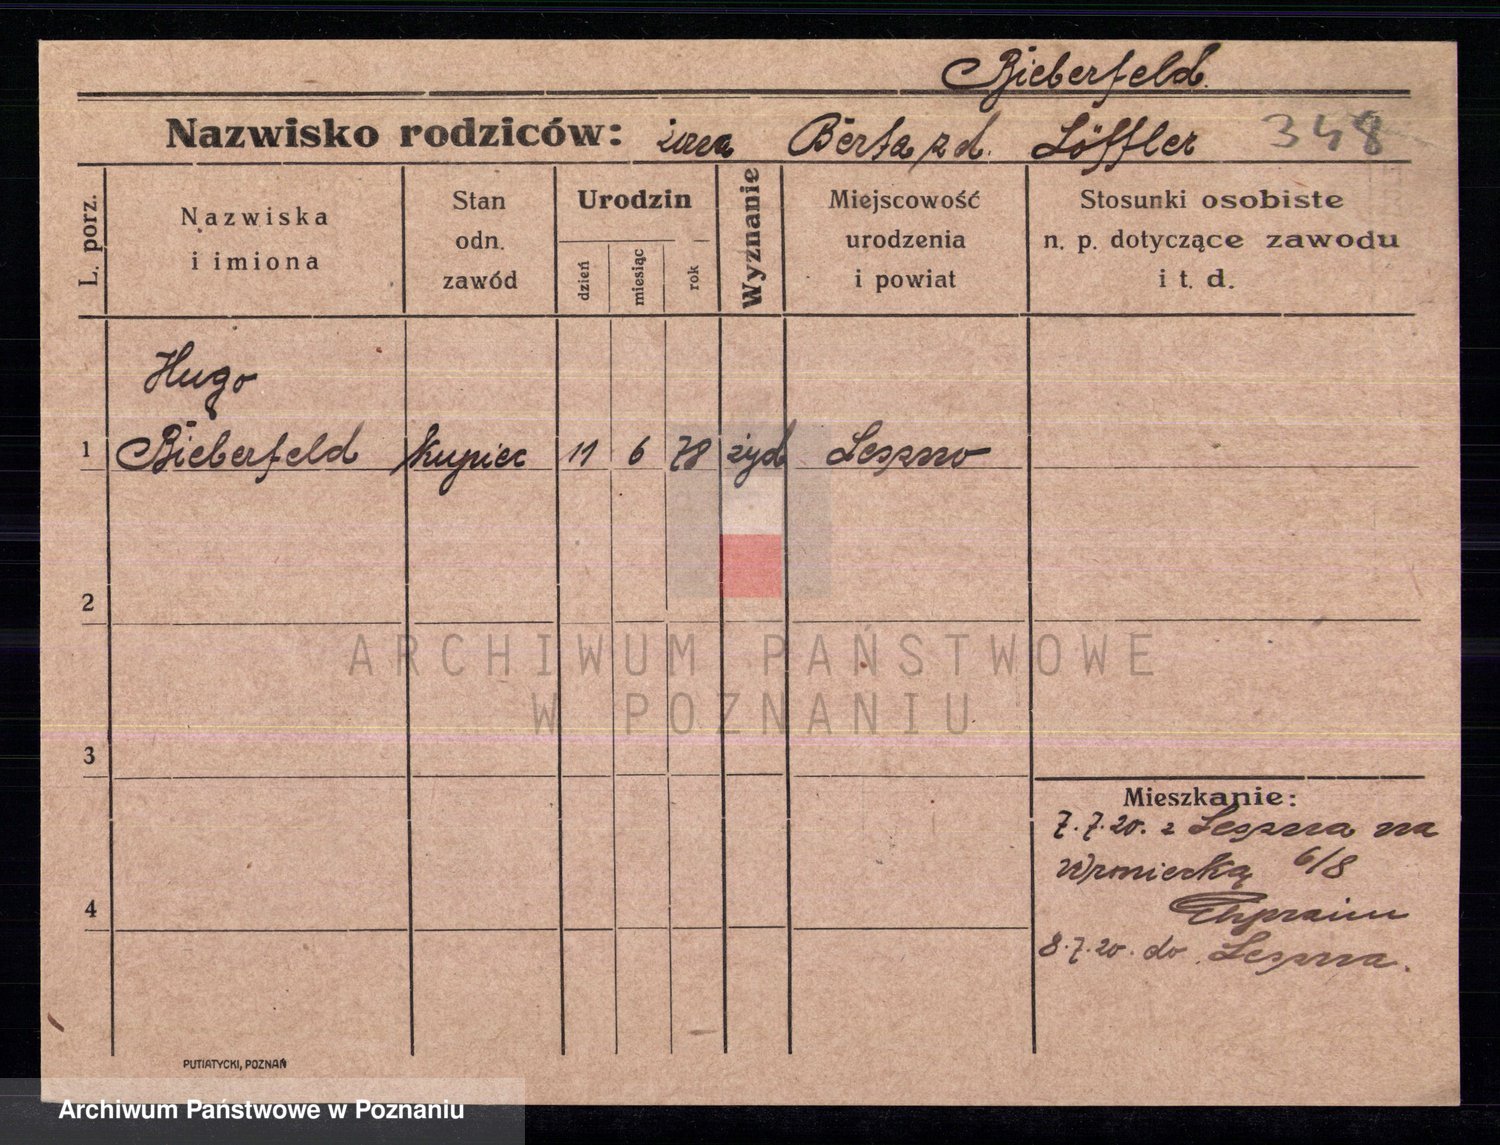 Bieberfeld.
Nazwisko rodziców: żona Berta z d. Löffler 348
L. porz.
Nazwiska
i imiona
Stan
odn.
zawód
Urodzin
dzień
miesiąc
rok
Wyznanie
Miejscowość
urodzenia
i powiat
Stosunki osobiste
n. p. dotyczące zawodu
i t. d.
Hugo
1 Bieberfeld Kupiec 11 6 78 żyd Leszno
2
ARCHIWUM PAŃSTWOWE
W POZNANIU
3
Mieszkanie:
7.7.20. z Leszna na
Wroniecką 6/8
Ephraim
4
8.7.20. do Leszna.
PUTIATYCKI, POZNAŃ
Archiwum Państwowe w Poznaniu